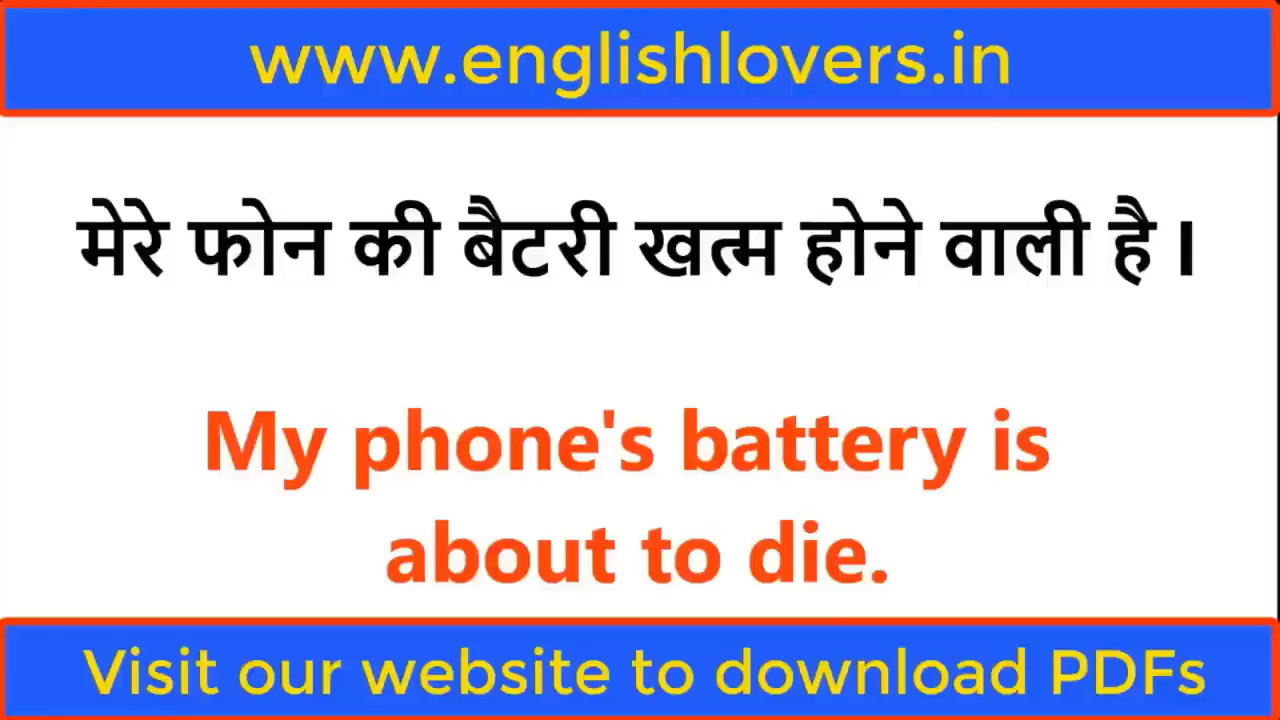 www.englishlovers.in
मेरे फोन की बैटरी खत्म होने वाली है ।
My phone's battery is
about to die.
Visit our website to download PDFs